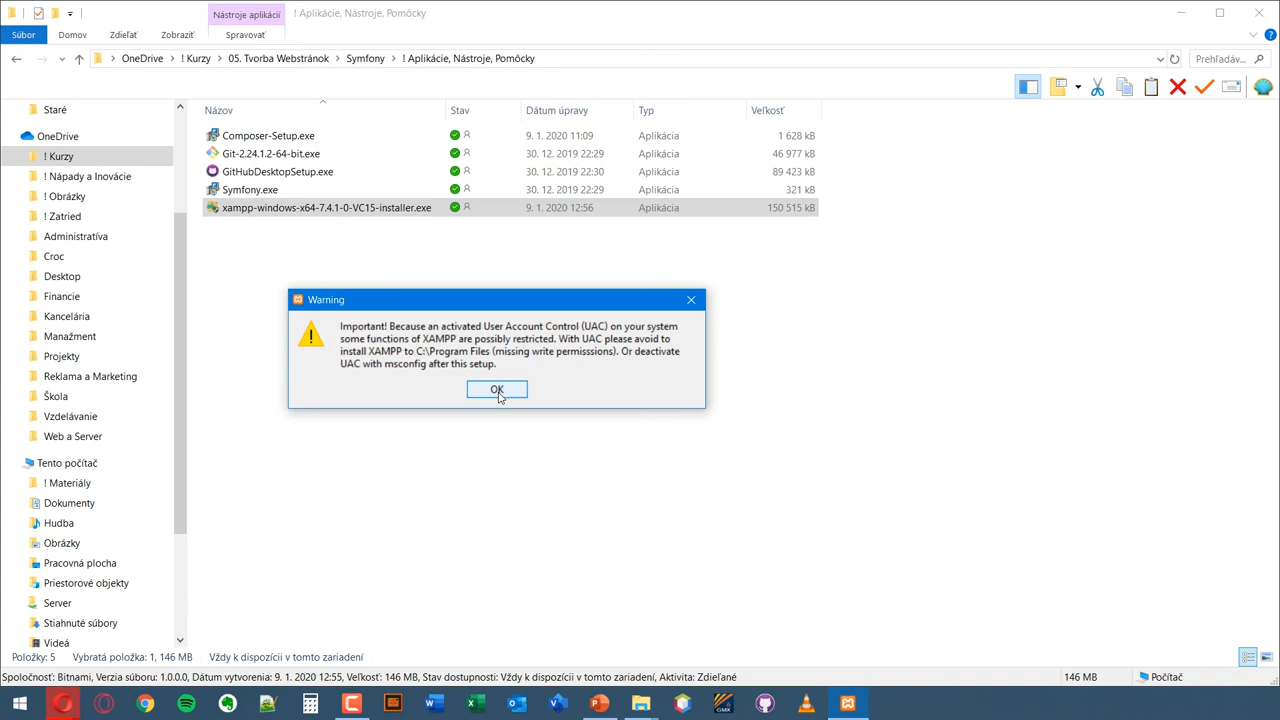 Nástroje aplikácií
! Aplikácie, Nástroje, Pomôcky
Súbor
Domov
Zdieľať
Zobraziť
Spravovať
OneDrive
! Kurzy
05. Tvorba Webstránok
Symfony
! Aplikácie, Nástroje, Pomôcky
Prehľadáv...
Názov
Stav
Dátum úpravy
Typ
Veľkosť
Composer-Setup.exe 9. 1. 2020 11:09 Aplikácia 1 628 kB
Git-2.24.1.2-64-bit.exe 30. 12. 2019 22:29 Aplikácia 46 977 kB
GitHubDesktopSetup.exe 30. 12. 2019 22:30 Aplikácia 89 423 kB
Symfony.exe 30. 12. 2019 22:29 Aplikácia 321 kB
xampp-windows-x64-7.4.1-0-VC15-installer.exe 9. 1. 2020 12:56 Aplikácia 150 515 kB
Staré
OneDrive
! Kurzy
! Nápady a Inovácie
! Obrázky
! Zatried
Administratíva
Croc
Desktop
Financie
Kancelária
Manažment
Projekty
Reklama a Marketing
Škola
Vzdelávanie
Web a Server
Tento počítač
! Materiály
Dokumenty
Hudba
Obrázky
Pracovná plocha
Priestorové objekty
Server
Stiahnuté súbory
Videá
Warning
Important! Because an activated User Account Control (UAC) on your system
some functions of XAMPP are possibly restricted. With UAC please avoid to
install XAMPP to C:\Program Files (missing write permisssions). Or deactivate
UAC with msconfig after this setup.
OK
Položky: 5
Vybratá položka: 1, 146 MB
Vždy k dispozícii v tomto zariadení
Spoločnosť: Bitnami, Verzia súboru: 1.0.0.0, Dátum vytvorenia: 9. 1. 2020 12:55, Veľkosť: 146 MB, Stav dostupnosti: Vždy k dispozícii v tomto zariadení, Aktivita: Zdieľané
146 MB
Počítač